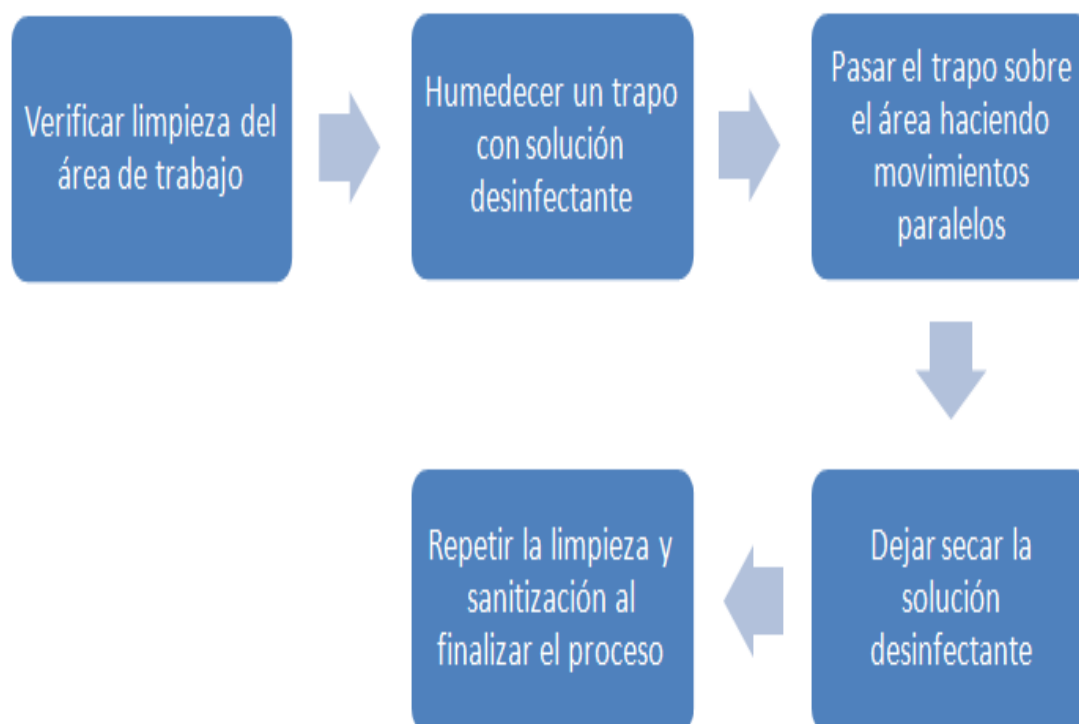 Verificar limpieza del
área de trabajo
Humedecer un trapo
con solución
desinfectante
Pasar el trapo sobre
el área haciendo
movimientos
paralelos
Dejar secar la
solución
desinfectante
Repetir la limpieza y
sanitización al
finalizar el proceso